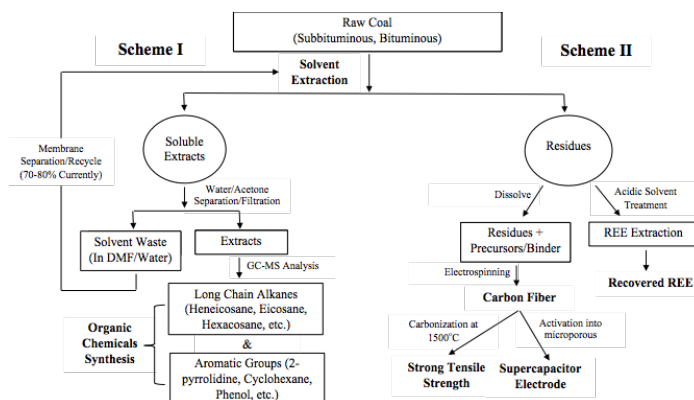 Raw Coal
(Subbituminous, Bituminous)
Scheme I
Scheme II
Solvent
Extraction
Membrane
Separation/Recycle
(70-80% Currently)
Soluble
Extracts
Residues
Water/Acetone
Separation/Filtration
Dissolve
Acidic Solvent
Treatment
Solvent Waste
(In DMF/Water)
Extracts
Residues +
Precursors/Binder
REE Extraction
GC-MS Analysis
Electrospinning
Recovered REE
Long Chain Alkanes
(Heneicosane, Eicosane,
Hexacosane, etc.)
Carbon Fiber
Organic
Chemicals
Synthesis
&
Carbonization at
1500°C
Activation into
microporous
Aromatic Groups (2-
pyrrolidine, Cyclohexane,
Phenol, etc.)
Strong Tensile
Strength
Supercapacitor
Electrode